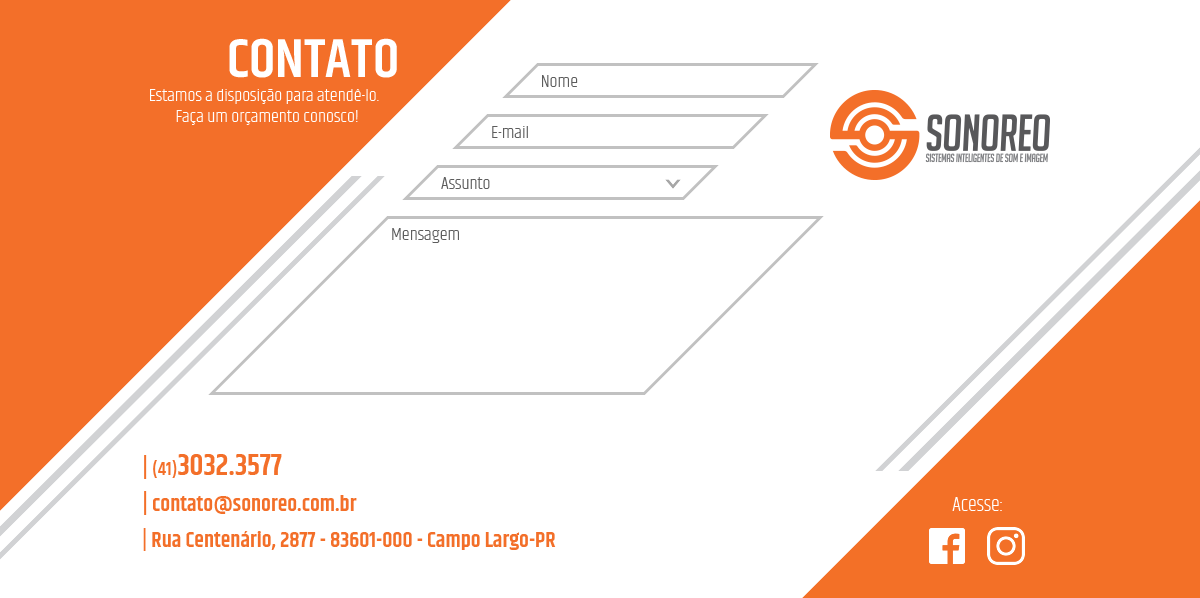 CONTATO
Estamos a disposição para atendê-lo.
Faça um orçamento conosco!
Nome
E-mail
Assunto
Mensagem
SONOREO
SISTEMAS INTELIGENTES DE SOM E IMAGEM
| (41)3032.3577
| contato@sonoreo.com.br
| Rua Centenário, 2877 - 83601-000 - Campo Largo-PR
Acesse: